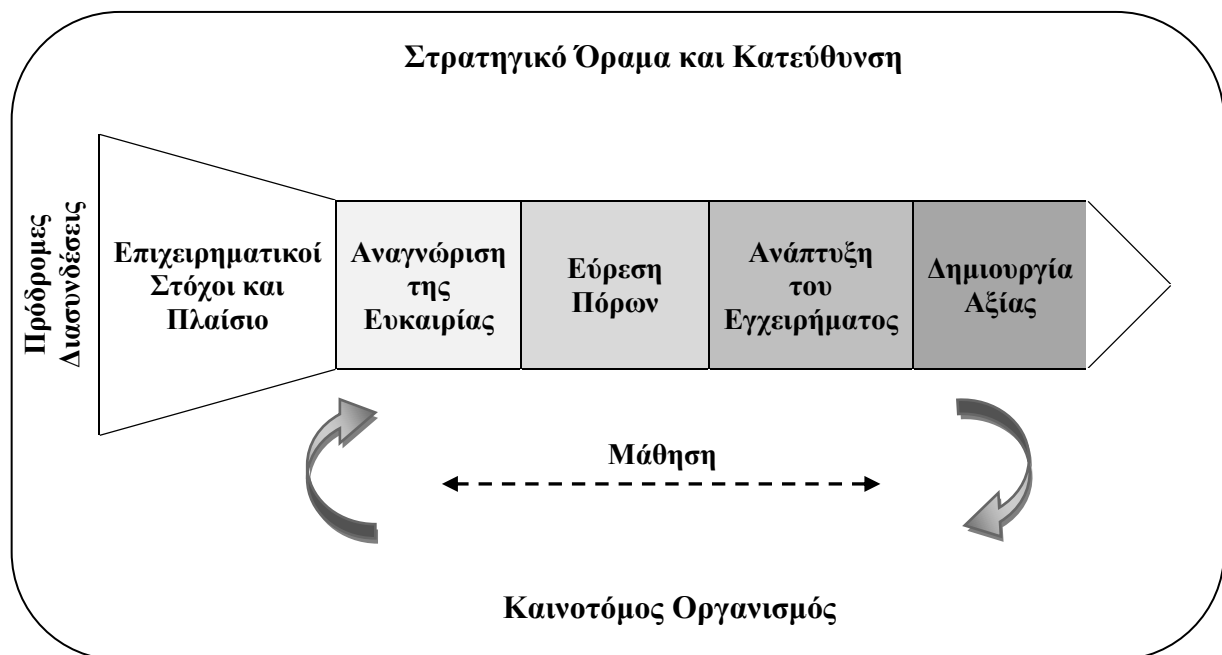 Στρατηγικό Όραμα και Κατεύθυνση
Πρόδρομες
Διασυνδέσεις
Επιχειρηματικοί
Στόχοι και
Πλαίσιο
Αναγνώριση
της
Ευκαιρίας
Εύρεση
Πόρων
Ανάπτυξη
του
Εγχειρήματος
Δημιουργία
Αξίας
Μάθηση
Καινοτόμος Οργανισμός